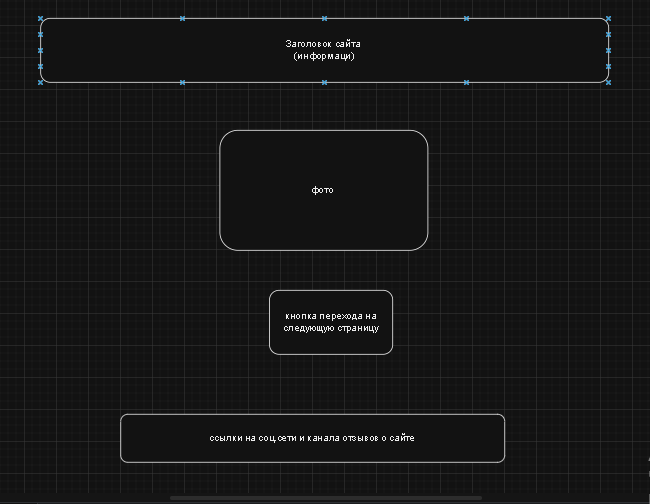 Заголовок сайта
(информаци)
фото
кнопка перехода на
следующую страницу
ссылки на соц.сети и канала отзывов о сайте